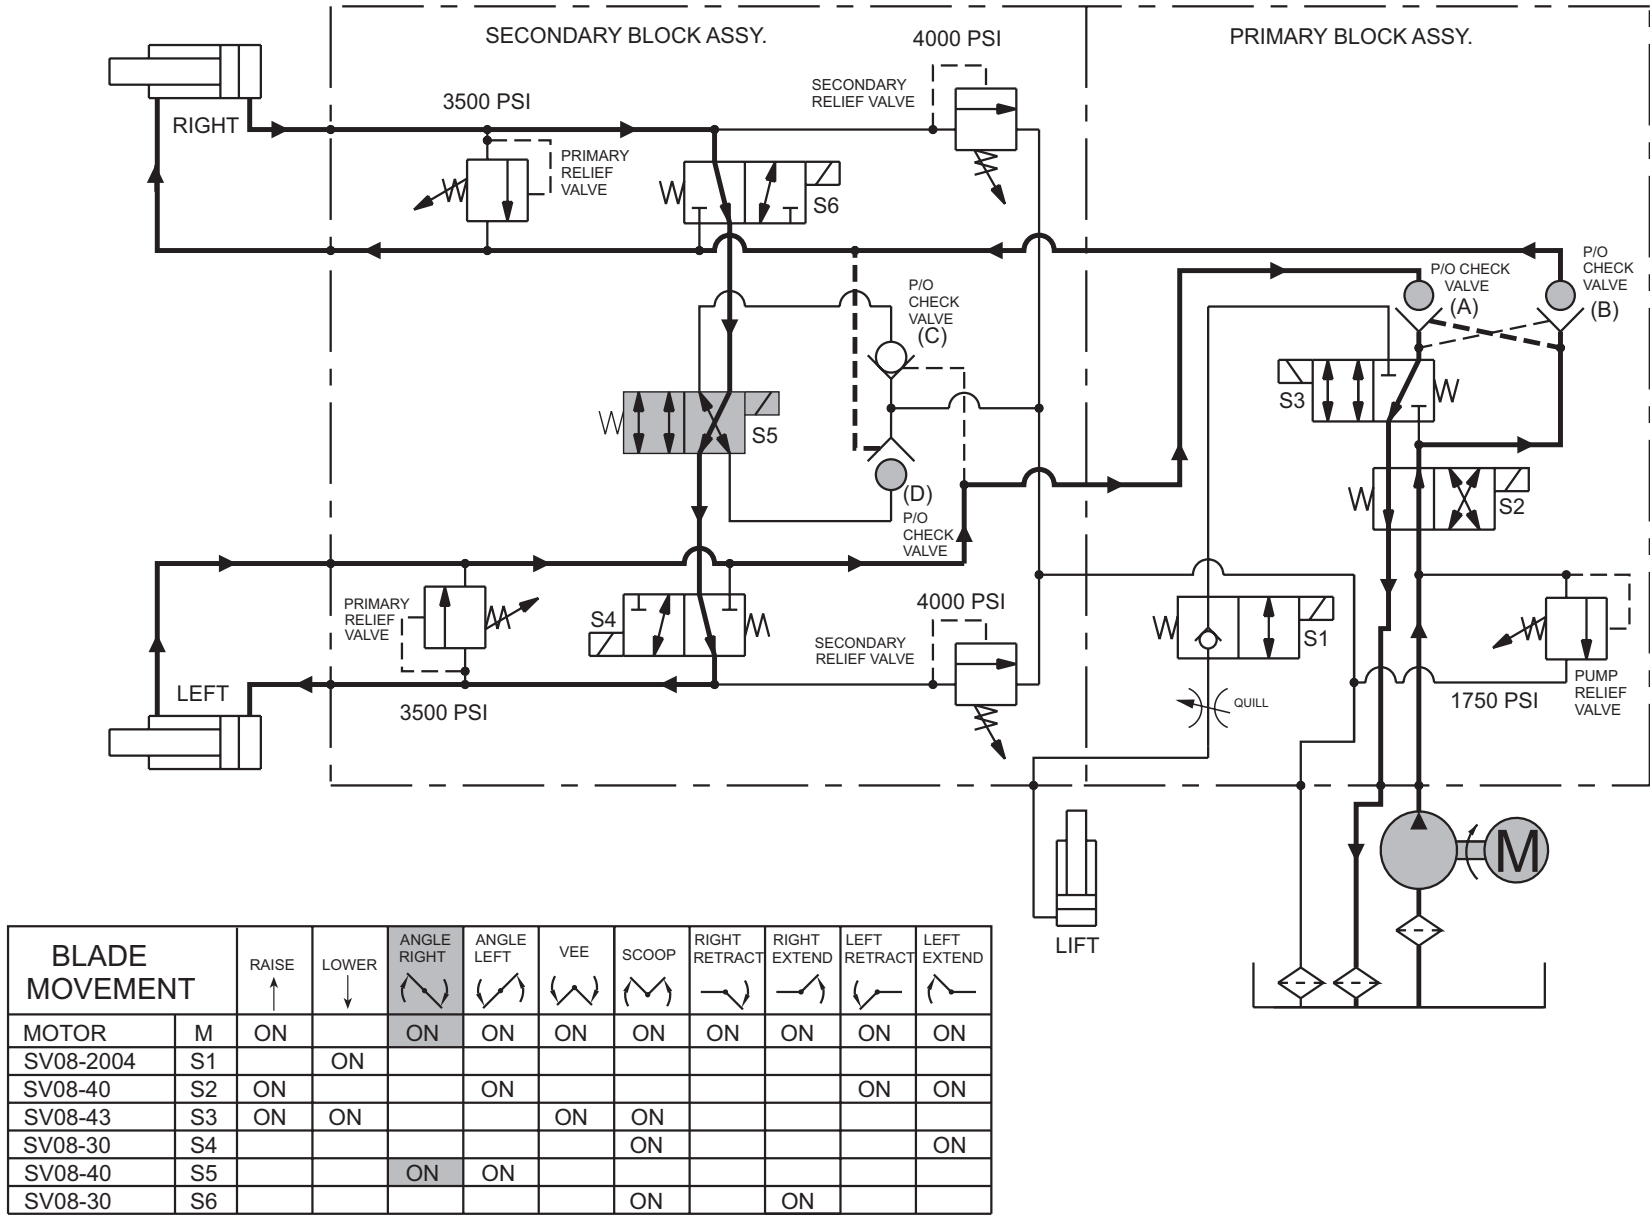 SECONDARY BLOCK ASSY.
4000 PSI
PRIMARY BLOCK ASSY.
SECONDARY
RELIEF VALVE
3500 PSI
RIGHT
PRIMARY
RELIEF
VALVE
S6
P/O
CHECK
VALVE
(C)
P/O CHECK
VALVE
(A)
P/O
CHECK
VALVE
(B)
S3
S5
(D)
P/O
CHECK
VALVE
S2
PRIMARY
RELIEF
VALVE
S4
4000 PSI
SECONDARY
RELIEF VALVE
S1
LEFT
3500 PSI
QUILL
1750 PSI
PUMP
RELIEF
VALVE
M
LIFT
BLADE
MOVEMENT
RAISE
LOWER
ANGLE
RIGHT
ANGLE
LEFT
VEE
SCOOP
RIGHT
RETRACT
RIGHT
EXTEND
LEFT
RETRACT
LEFT
EXTEND
MOTOR M ON ON ON ON ON ON ON ON ON
SV08-2004 S1 ON
SV08-40 S2 ON ON ON ON
SV08-43 S3 ON ON ON ON
SV08-30 S4 ON ON
SV08-40 S5 ON ON
SV08-30 S6 ON ON